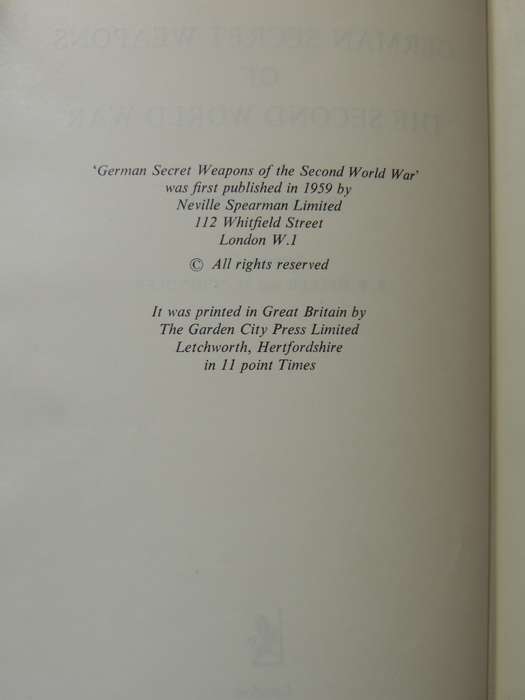 'German Secret Weapons of the Second World War'
was first published in 1959 by
Neville Spearman Limited
112 Whitfield Street
London W.1
© All rights reserved
It was printed in Great Britain by
The Garden City Press Limited
Letchworth, Hertfordshire
in 11 point Times